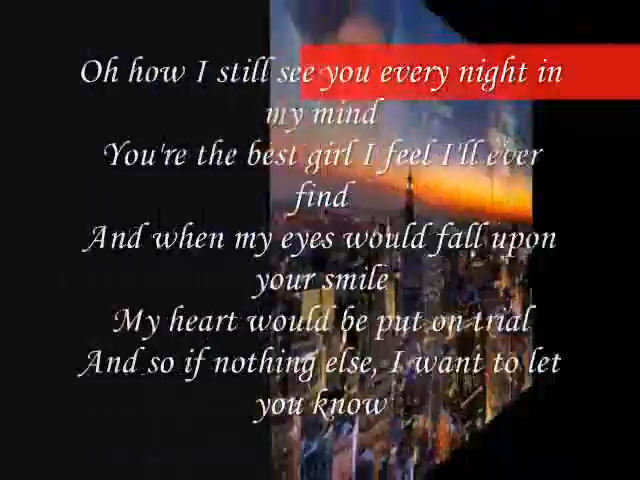 Oh how I still see you every night in
my mind
You're the best girl I feel I'll ever
find
And when my eyes would fall upon
your smile
My heart would be put on trial
And so if nothing else, I want to let
you know